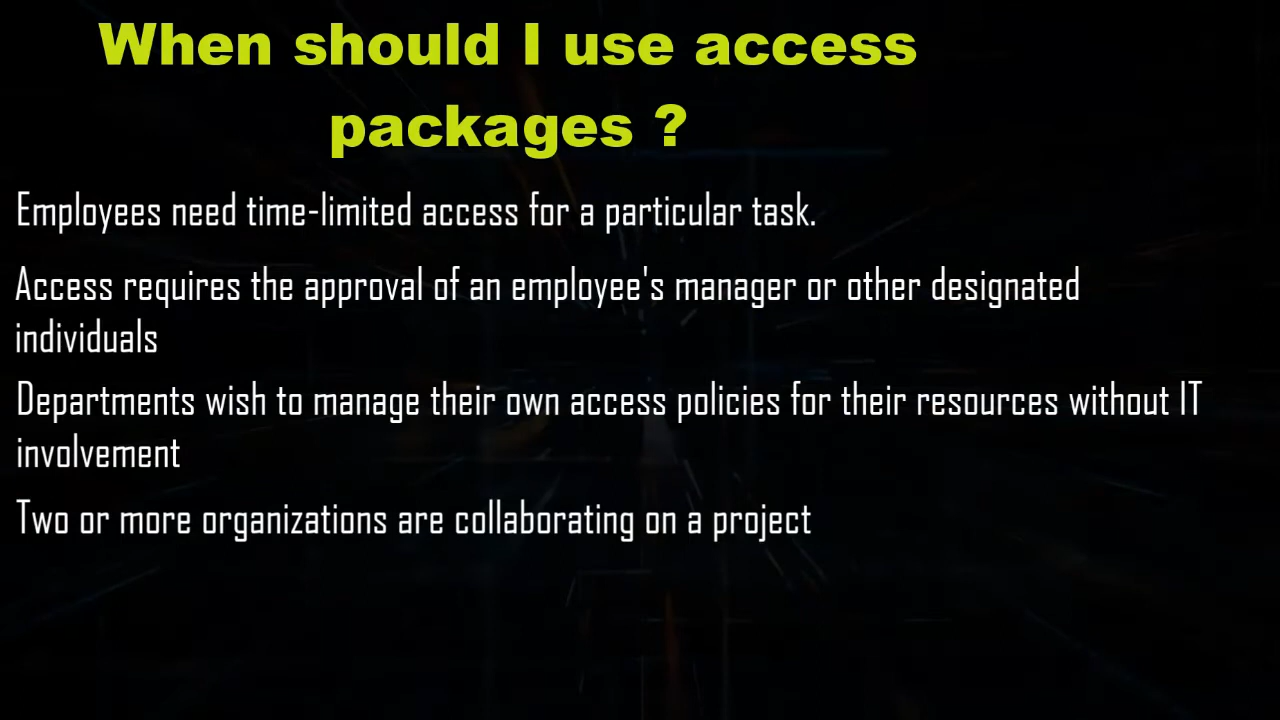 When should I use access
packages ?
Employees need time-limited access for a particular task.
Access requires the approval of an employee's manager or other designated
individuals
Departments wish to manage their own access policies for their resources without IT
involvement
Two or more organizations are collaborating on a project